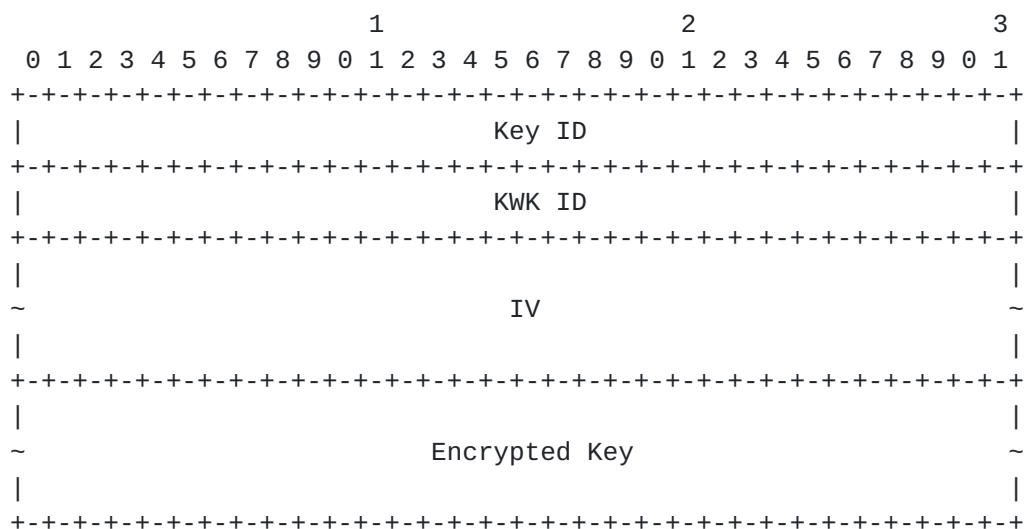 1                   2                   3
 0 1 2 3 4 5 6 7 8 9 0 1 2 3 4 5 6 7 8 9 0 1 2 3 4 5 6 7 8 9 0 1
+-+-+-+-+-+-+-+-+-+-+-+-+-+-+-+-+-+-+-+-+-+-+-+-+-+-+-+-+-+-+-+-+
|                              Key ID                           |
+-+-+-+-+-+-+-+-+-+-+-+-+-+-+-+-+-+-+-+-+-+-+-+-+-+-+-+-+-+-+-+-+
|                              KWK ID                           |
+-+-+-+-+-+-+-+-+-+-+-+-+-+-+-+-+-+-+-+-+-+-+-+-+-+-+-+-+-+-+-+-+
|                                                               |
~                               IV                              ~
|                                                               |
+-+-+-+-+-+-+-+-+-+-+-+-+-+-+-+-+-+-+-+-+-+-+-+-+-+-+-+-+-+-+-+-+
|                                                               |
~                          Encrypted Key                        ~
|                                                               |
+-+-+-+-+-+-+-+-+-+-+-+-+-+-+-+-+-+-+-+-+-+-+-+-+-+-+-+-+-+-+-+-+